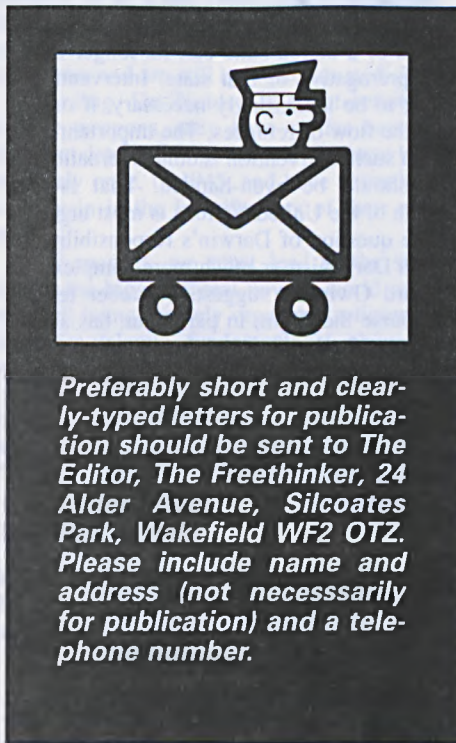 Preferably short and clear-
ly-typed letters for publica-
tion should be sent to The
Editor, The Freethinker, 24
Alder Avenue, Silcoates
Park, Wakefield WF2 OTZ.
Please include name and
address (not necesssarily
for publication) and a tele-
phone number.